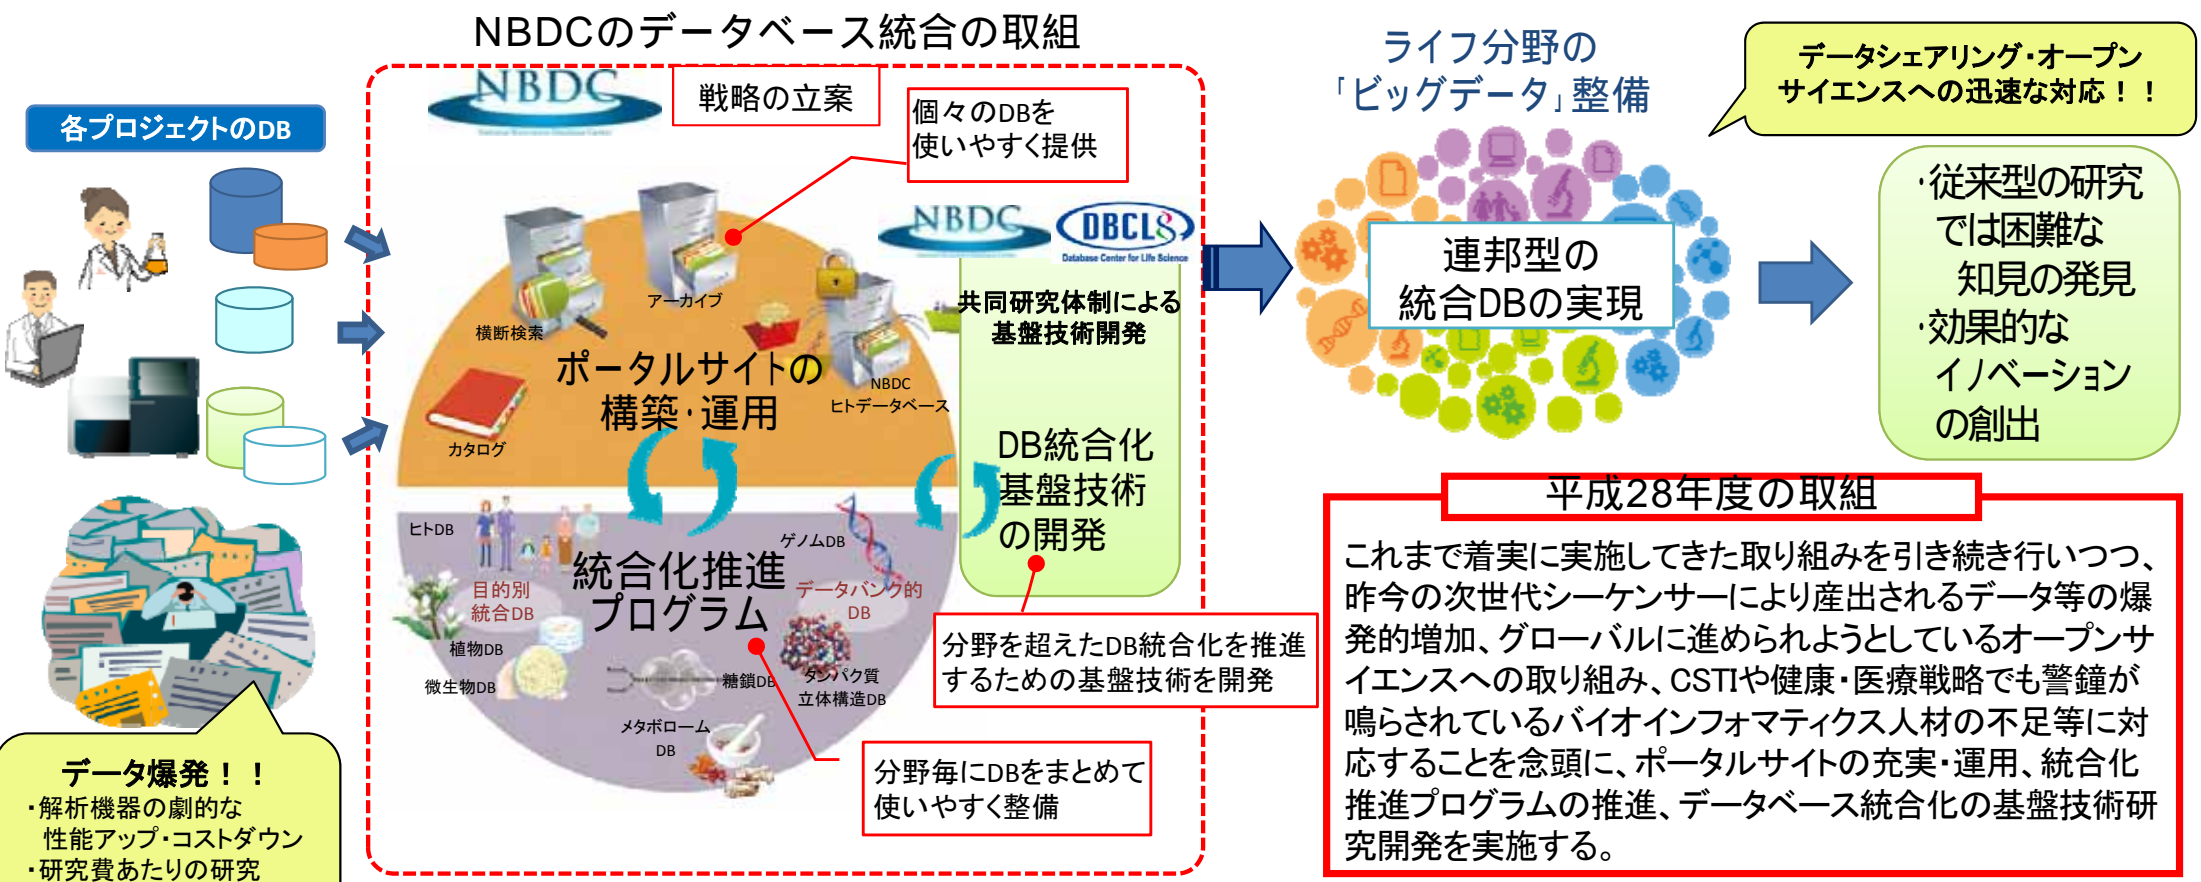 NBDCのデータベース統合の取組
各プロジェクトのDB
NBDC
戦略の立案
個々のDBを
使いやすく提供
NBDC
DBCLS
Database Center for Life Science
共同研究体制による
基盤技術開発
アーカイブ
横断検索
ポータルサイトの
構築・運用
NBDC
ヒトデータベース
カタログ
DB統合化
基盤技術
の開発
ヒトDB
ゲノムDB
統合化推進
プログラム
目的別
統合DB
データバンク的
DB
植物DB
微生物DB
糖鎖DB
タンパク質
立体構造DB
メタボローム
DB
分野を超えたDB統合化を推進
するための基盤技術を開発
分野毎にDBをまとめて
使いやすく整備
データ爆発！！
・解析機器の劇的な
性能アップ・コストダウン
・研究費あたりの研究
ライフ分野の
「ビッグデータ」整備
連邦型の
統合DBの実現
データシェアリング・オープン
サイエンスへの迅速な対応！！
・従来型の研究
では困難な
知見の発見
・効果的な
イノベーション
の創出
平成28年度の取組
これまで着実に実施してきた取り組みを引き続き行いつつ、
昨今の次世代シーケンサーにより産出されるデータ等の爆
発的増加、グローバルに進められようとしているオープンサ
イエンスへの取り組み、CSTIや健康・医療戦略でも警鐘が
鳴らされているバイオインフォマティクス人材の不足等に対
応することを念頭に、ポータルサイトの充実・運用、統合化
推進プログラムの推進、データベース統合化の基盤技術研
究開発を実施する。